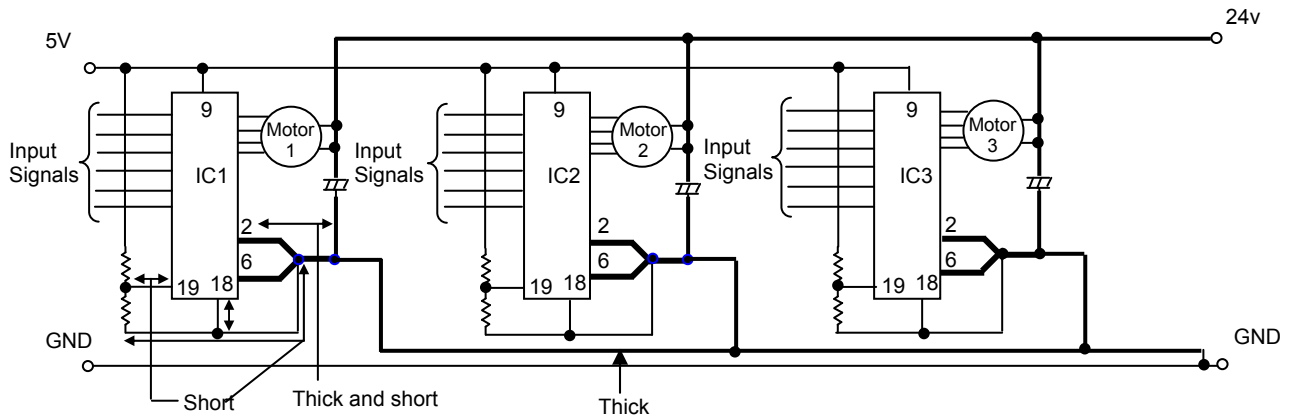 24v
5V
9
9
9
Motor
1
Motor
2
Motor
3
Input
Signals
Input
Signals
Input
Signals
IC1
IC2
IC3
2
2
2
6
6
6
19
18
19
18
19
18
GND
GND
Short
Thick and short
Thick